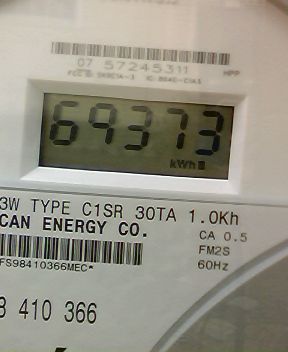 07 57245311
HPP
69373
kWh
3W TYPE C1SR 30TA 1.0Kh
CAN ENERGY CO.
CA 0.5
FM2S
60Hz
FS98410366MEC*
410 366